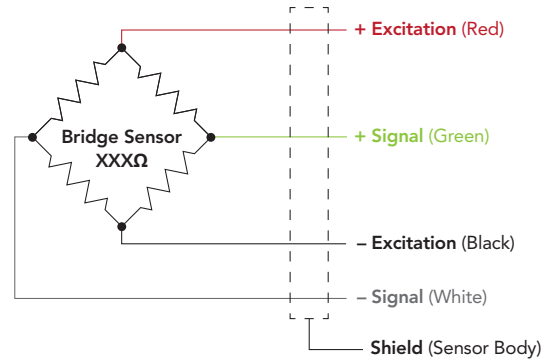 + Excitation (Red)
Bridge Sensor
XXXΩ
+ Signal (Green)
– Excitation (Black)
– Signal (White)
Shield (Sensor Body)